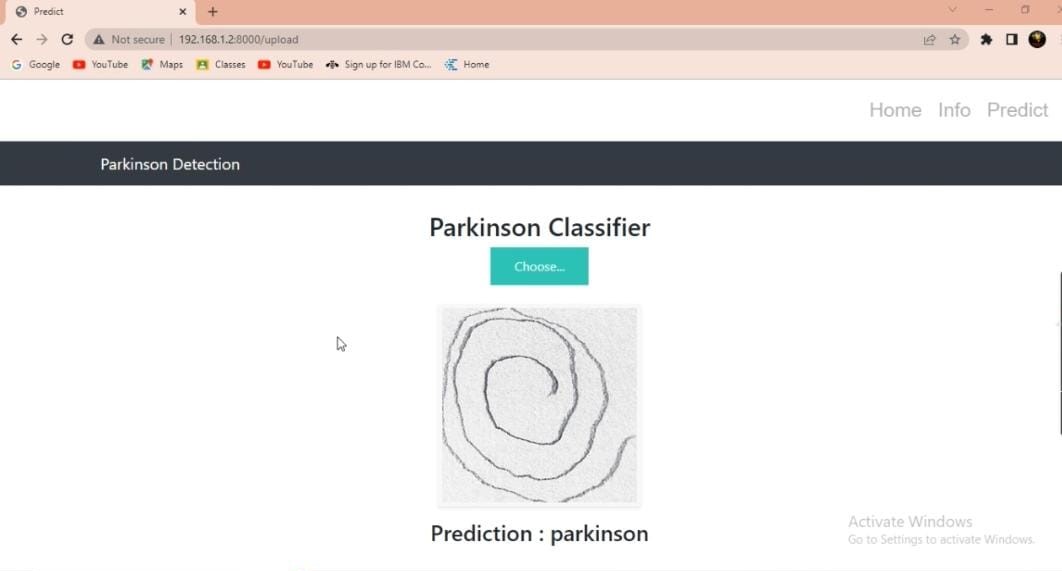 Predict
Not secure | 192.168.1.2:8000/upload
Google YouTube Maps Classes YouTube Sign up for IBM Co... Home
Home Info Predict
Parkinson Detection
Parkinson Classifier
Choose...
Prediction : parkinson
Activate Windows
Go to Settings to activate Windows.